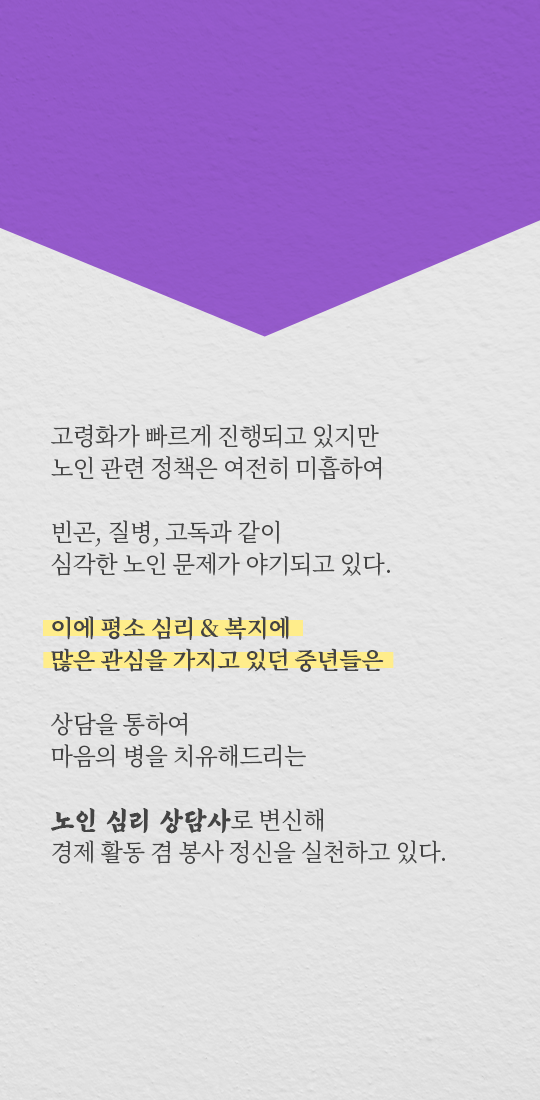 고령화가 빠르게 진행되고 있지만
노인 관련 정책은 여전히 미흡하여
빈곤, 질병, 고독과 같이
심각한 노인 문제가 야기되고 있다.
이에 평소 심리 & 복지에
많은 관심을 가지고 있던 중년들은
상담을 통하여
마음의 병을 치유해드리는
노인 심리 상담사로 변신해
경제 활동 겸 봉사 정신을 실천하고 있다.